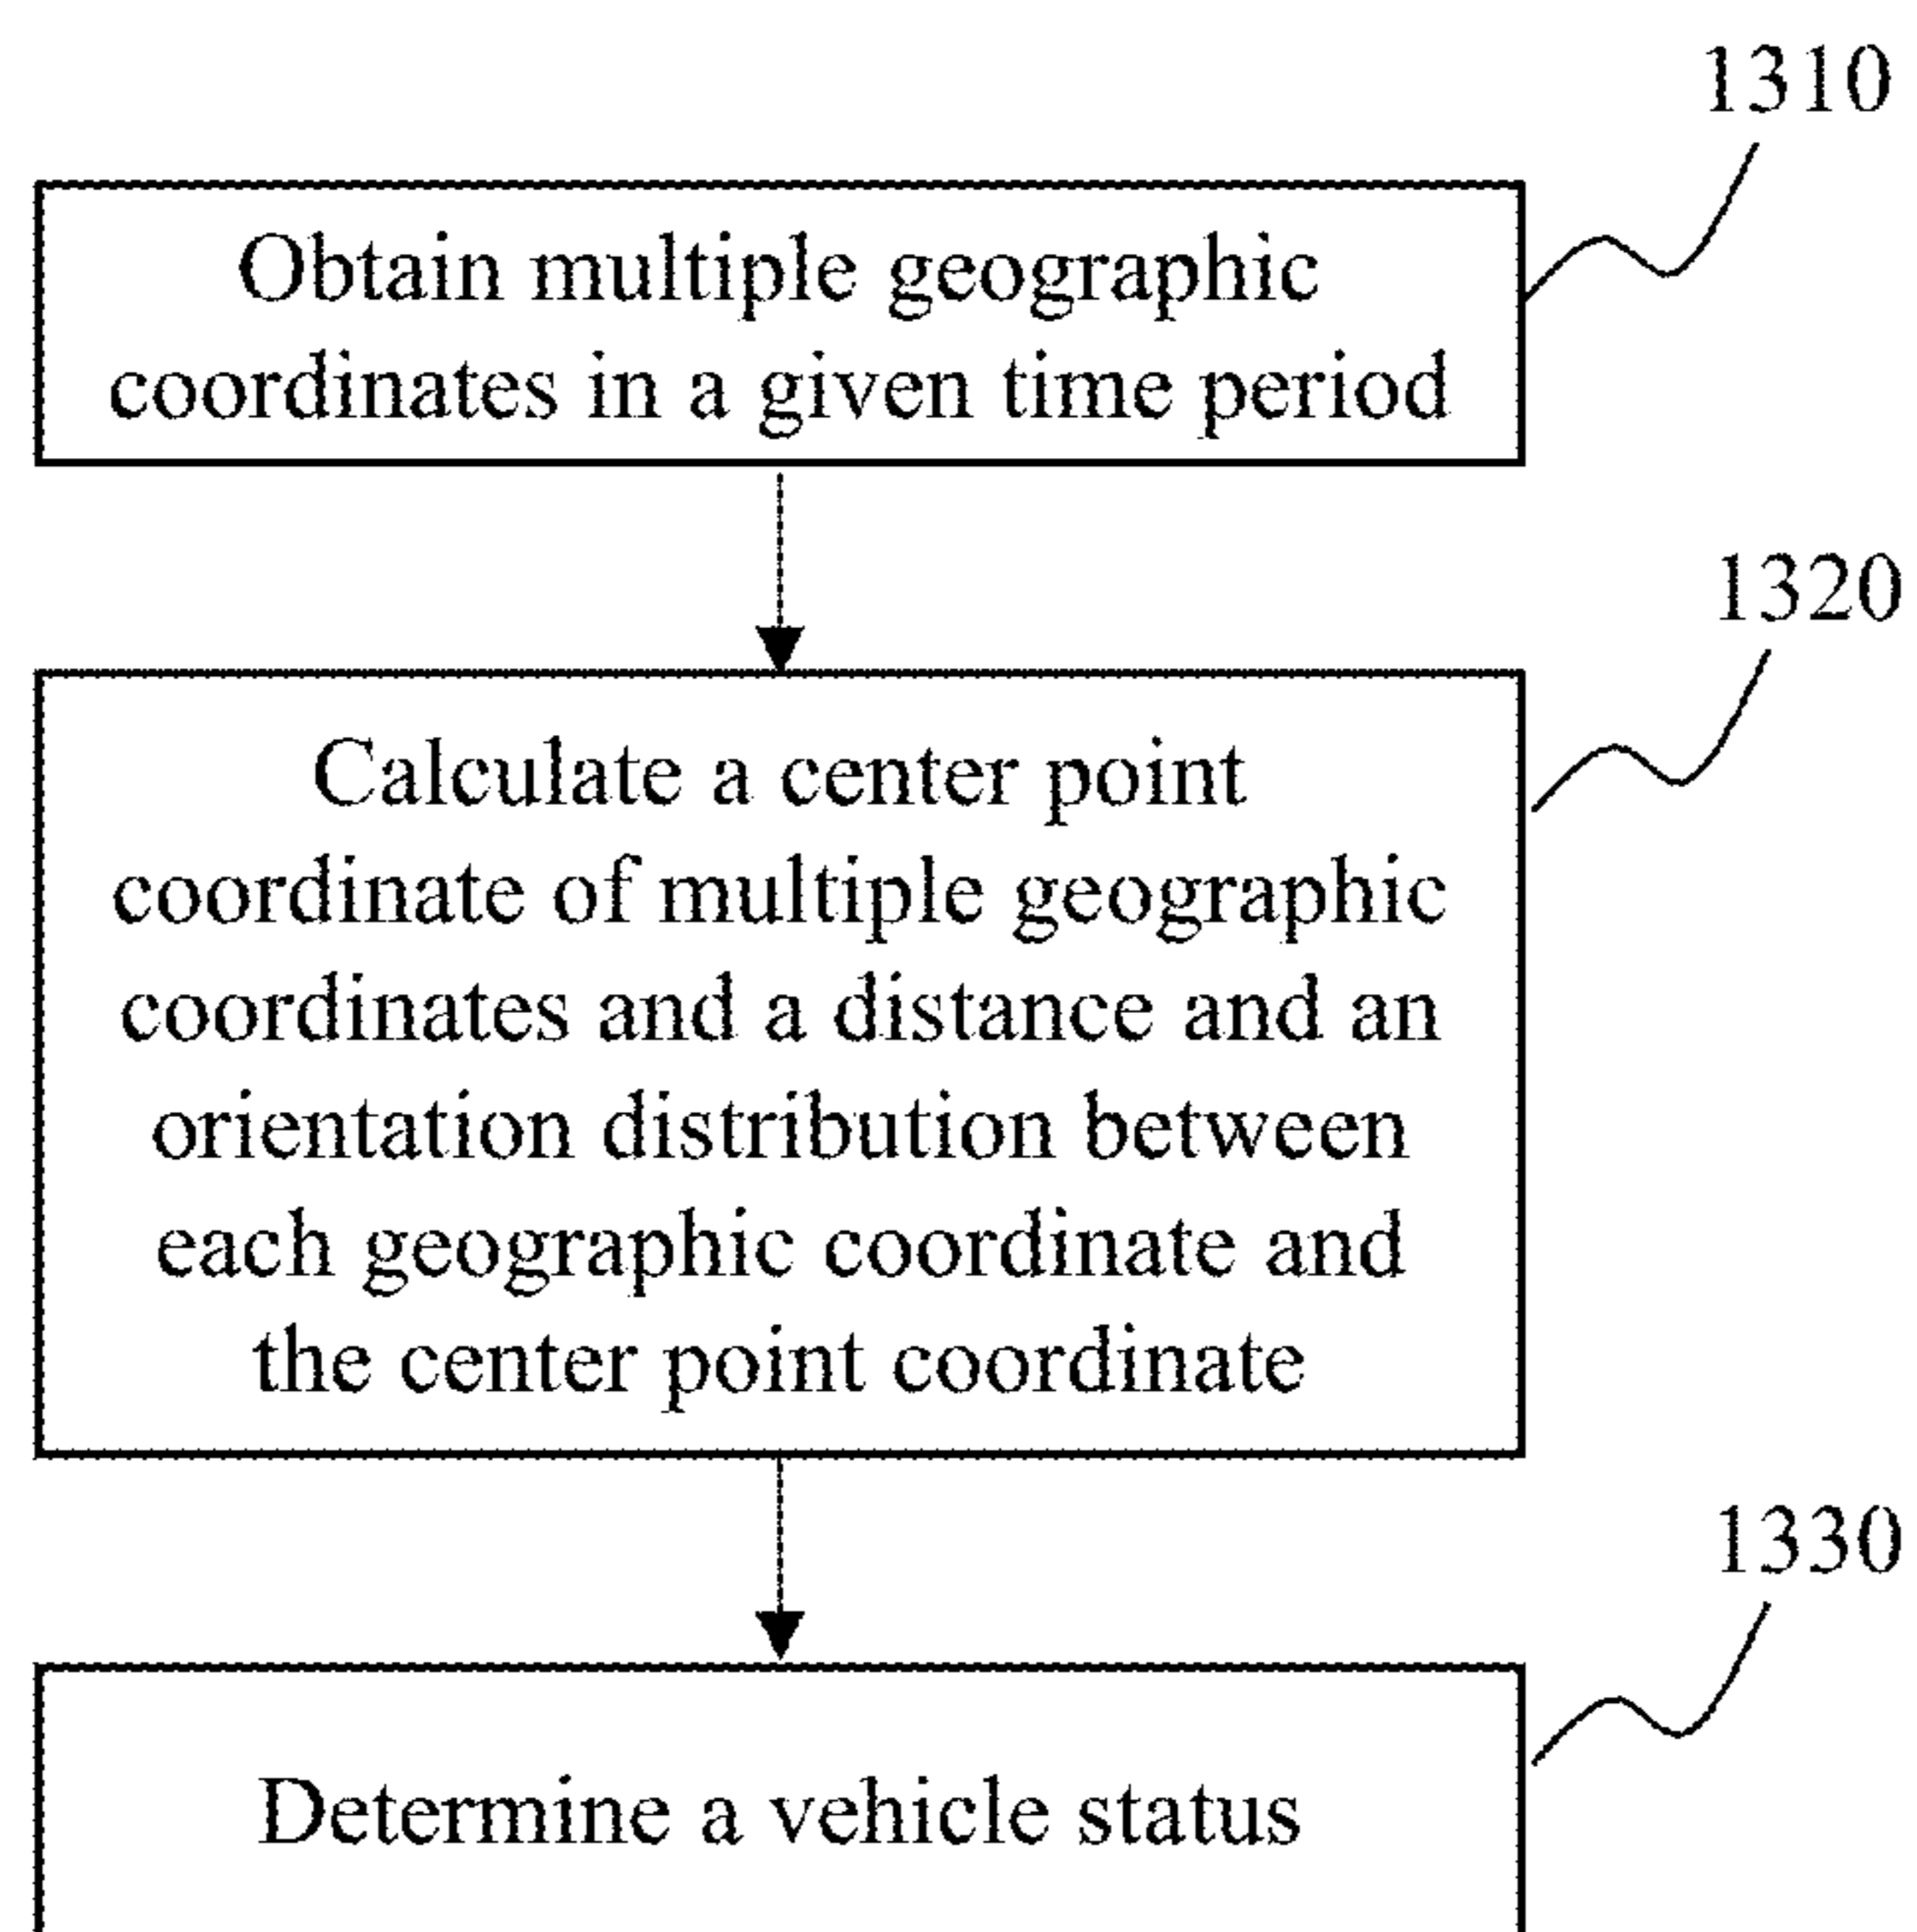 1310
Obtain multiple geographic
coordinates in a given time period
1320
Calculate a center point
coordinate of multiple geographic
coordinates and a distance and an
orientation distribution between
each geographic coordinate and
the center point coordinate
1330
Determine a vehicle status